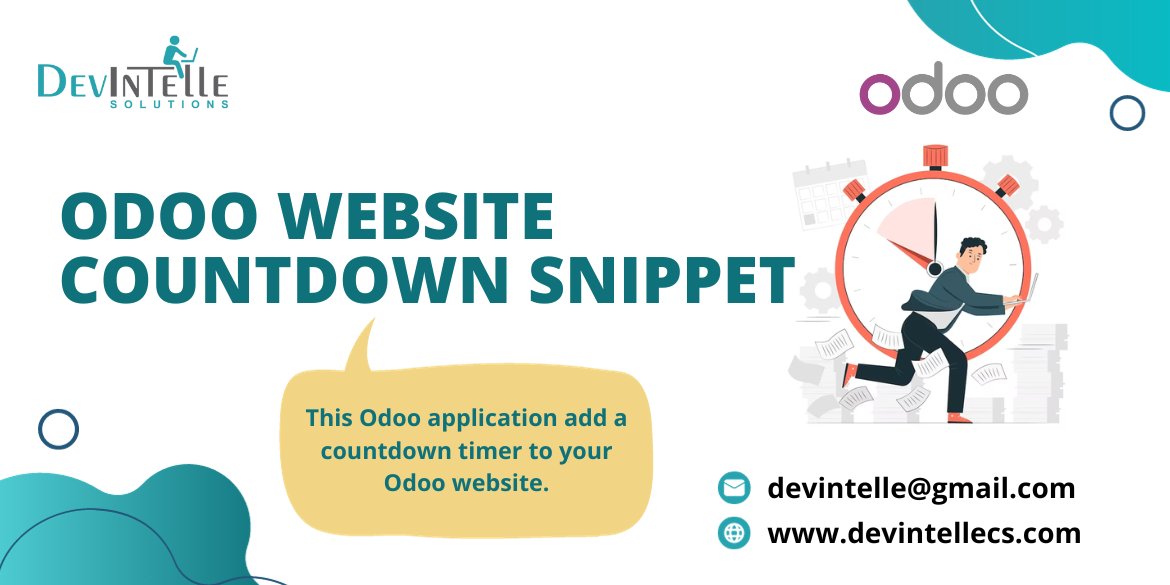 DEVINTELLE
SOLUTIONS
odoo
ODOO WEBSITE
COUNTDOWN SNIPPET
This Odoo application add a
countdown timer to your
Odoo website.
devintelle@gmail.com
www.devintellecs.com